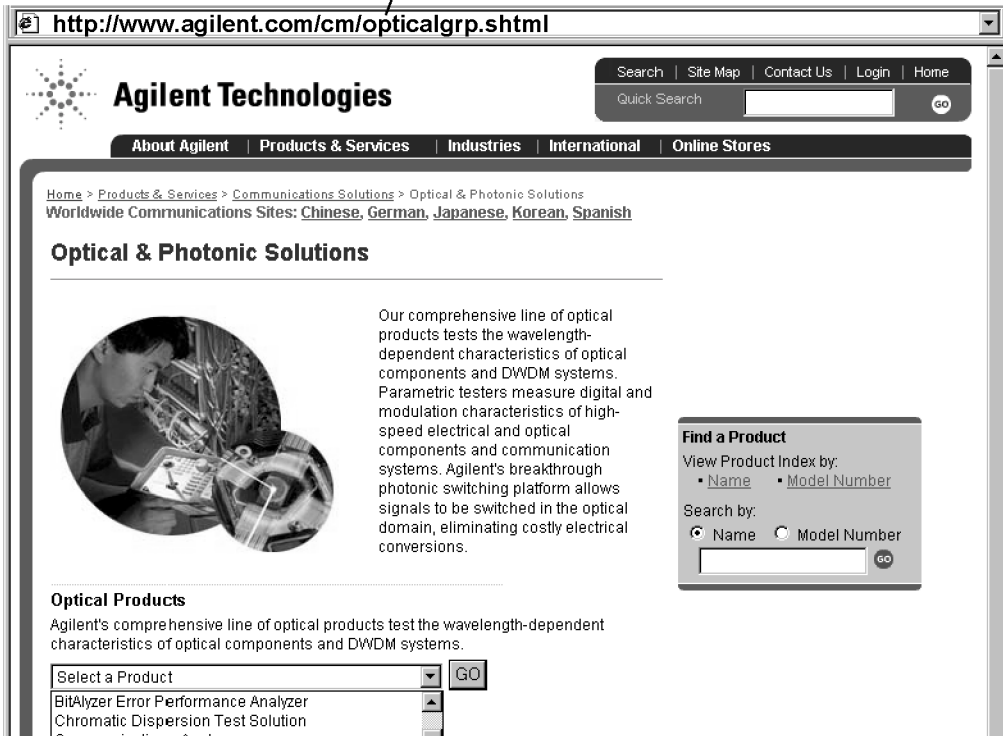 http://www.agilent.com/cm/opticalgrp.shtml
Agilent Technologies
Search | Site Map | Contact Us | Login | Home
Quick Search GO
About Agilent | Products & Services | Industries | International | Online Stores
Home > Products & Services > Communications Solutions > Optical & Photonic Solutions
Worldwide Communications Sites: Chinese, German, Japanese, Korean, Spanish
Optical & Photonic Solutions
Our comprehensive line of optical
products tests the wavelength-
dependent characteristics of optical
components and DWDM systems.
Parametric testers measure digital and
modulation characteristics of high-
speed electrical and optical
components and communication
systems. Agilent's breakthrough
photonic switching platform allows
signals to be switched in the optical
domain, eliminating costly electrical
conversions.
Find a Product
View Product Index by:
▪ Name ▪ Model Number
Search by:
Name Model Number
GO
Optical Products
Agilent's comprehensive line of optical products test the wavelength-dependent
characteristics of optical components and DWDM systems.
Select a Product GO
BitAlyzer Error Performance Analyzer
Chromatic Dispersion Test Solution